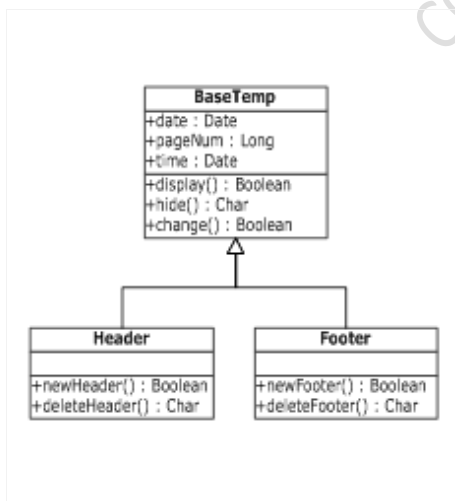 BaseTemp
+date : Date
+pageNum : Long
+time : Date
+display() : Boolean
+hide() : Char
+change() : Boolean
Header
+newHeader() : Boolean
+deleteHeader() : Char
Footer
+newFooter() : Boolean
+deleteFooter() : Char